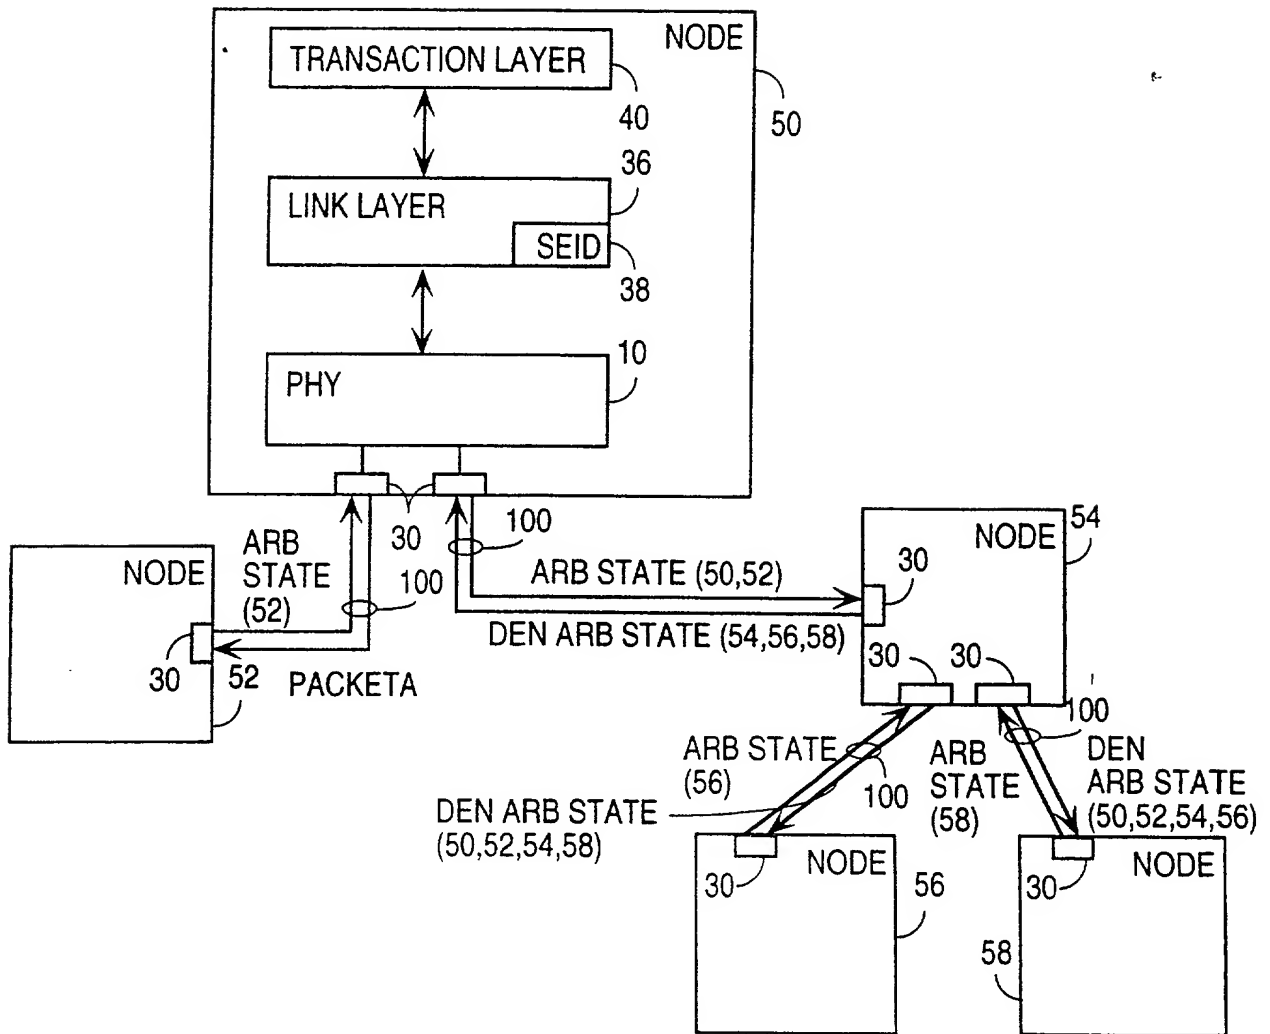 NODE
TRANSACTION LAYER
40
50
36
LINK LAYER
SEID
38
10
PHY
30
100
54
NODE
ARB
STATE
(52)
100
NODE
ARB STATE (50,52)
30
DEN ARB STATE (54,56,58)
30
52
PACKETA
30
30
100
ARB STATE
(56)
100
ARB
STATE
(58)
DEN
ARB STATE
(50,52,54,56)
DEN ARB STATE
(50,52,54,58)
NODE
30
56
NODE
30
58